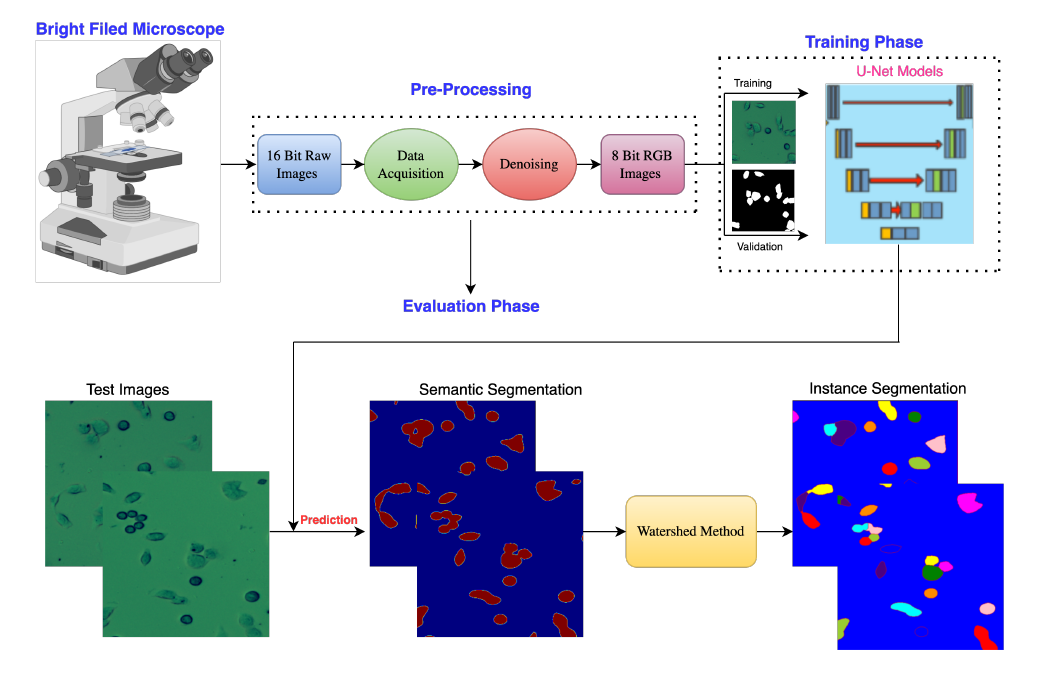 Bright Filed Microscope
Training Phase
U-Net Models
Training
Pre-Processing
16 Bit Raw
Images
Data
Acquisition
Denoising
8 Bit RGB
Images
Validation
Evaluation Phase
Test Images
Semantic Segmentation
Instance Segmentation
Prediction
Watershed Method